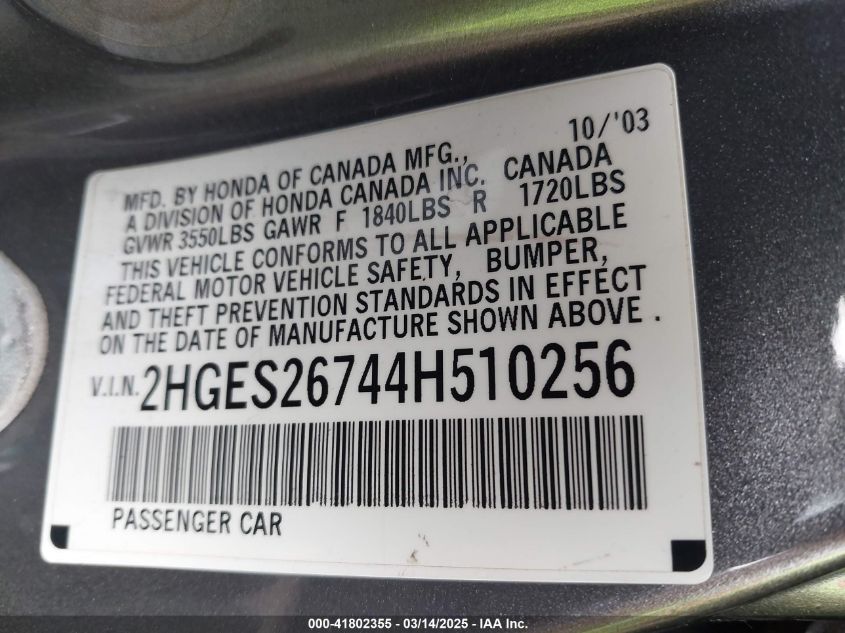 10/'03
MFD. BY HONDA OF CANADA MFG.,
A DIVISION OF HONDA CANADA INC. CANADA
GVWR 3550LBS GAWR F 1840LBS R 1720LBS
THIS VEHICLE CONFORMS TO ALL APPLICABLE
FEDERAL MOTOR VEHICLE SAFETY, BUMPER,
AND THEFT PREVENTION STANDARDS IN EFFECT
ON THE DATE OF MANUFACTURE SHOWN ABOVE .
V.I.N. 2HGES26744H510256
PASSENGER CAR
000-41802355 — 03/14/2025 - IAA Inc.